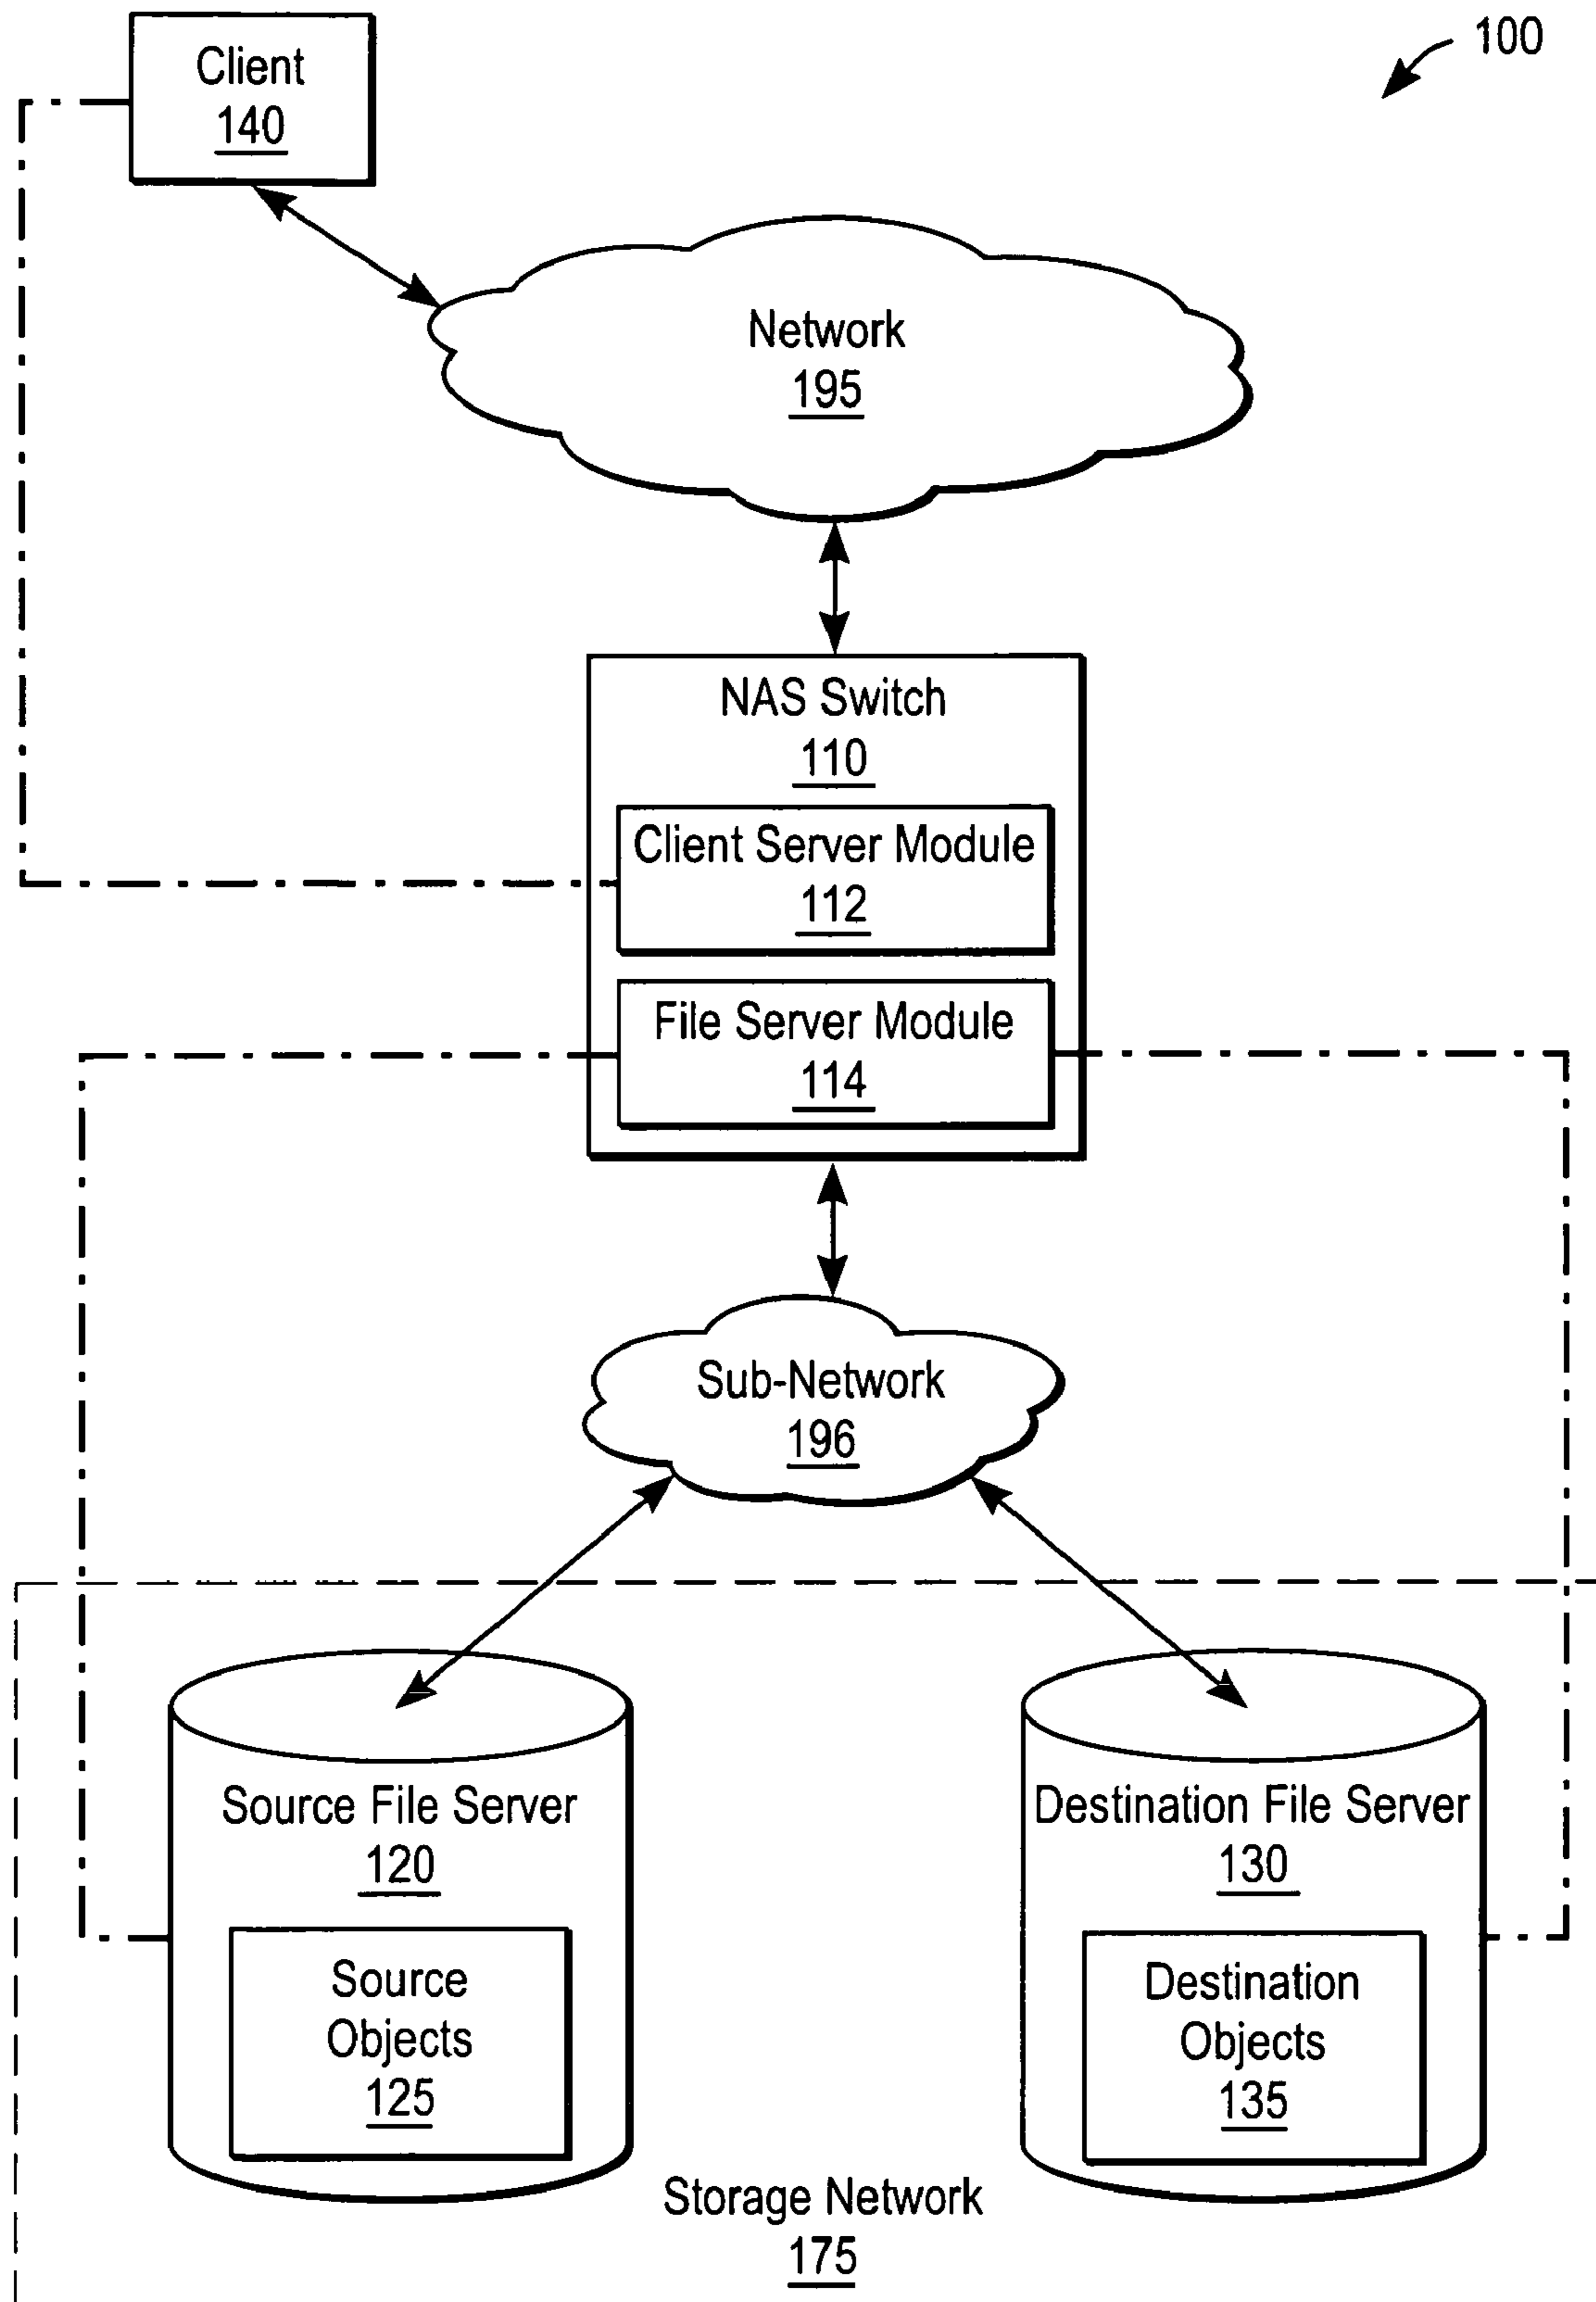 100
Client
140
Network
195
NAS Switch
110
Client Server Module
112
File Server Module
114
Sub-Network
196
Source File Server
120
Destination File Server
130
Source
Objects
125
Destination
Objects
135
Storage Network
175